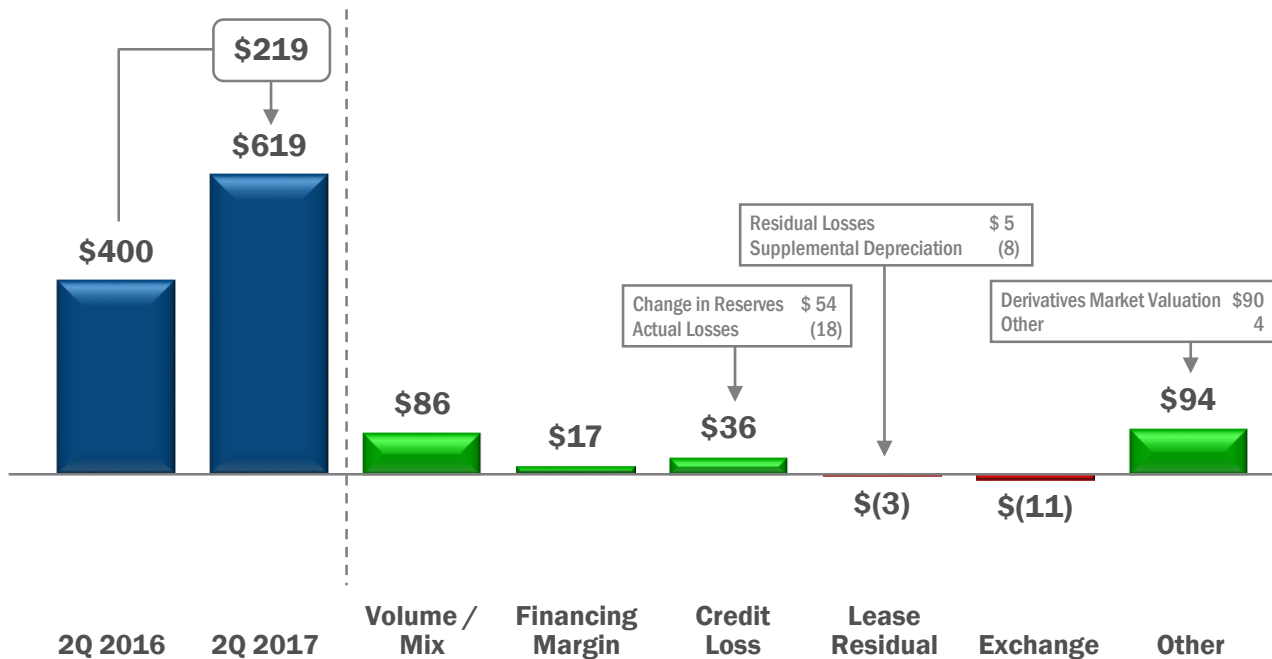 $219
$619
$400
Residual Losses $ 5
Supplemental Depreciation (8)
Change in Reserves $ 54
Actual Losses (18)
Derivatives Market Valuation $90
Other 4
$86
$17
$36
$(3)
$(11)
$94
2Q 2016
2Q 2017
Volume /
Mix
Financing
Margin
Credit
Loss
Lease
Residual
Exchange
Other